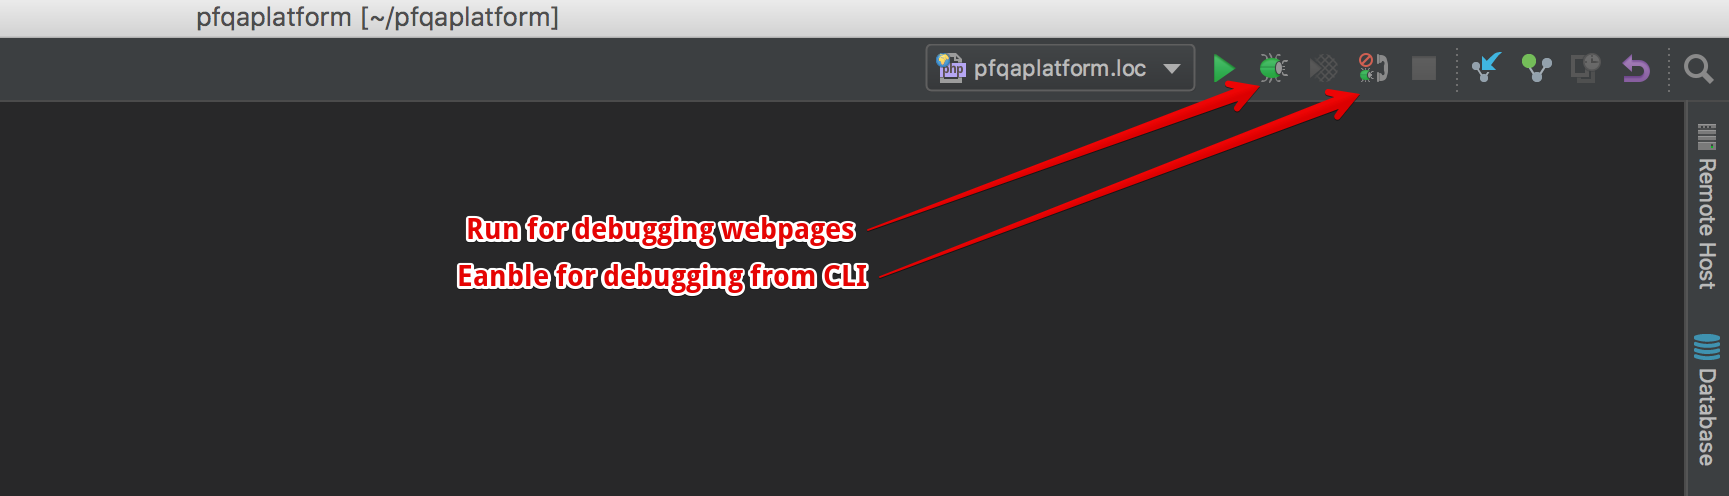 pfqaplatform [~/pfqaplatform]
php pfqaplatform.loc
Run for debugging webpages
Eanble for debugging from CLI
Remote Host
Database